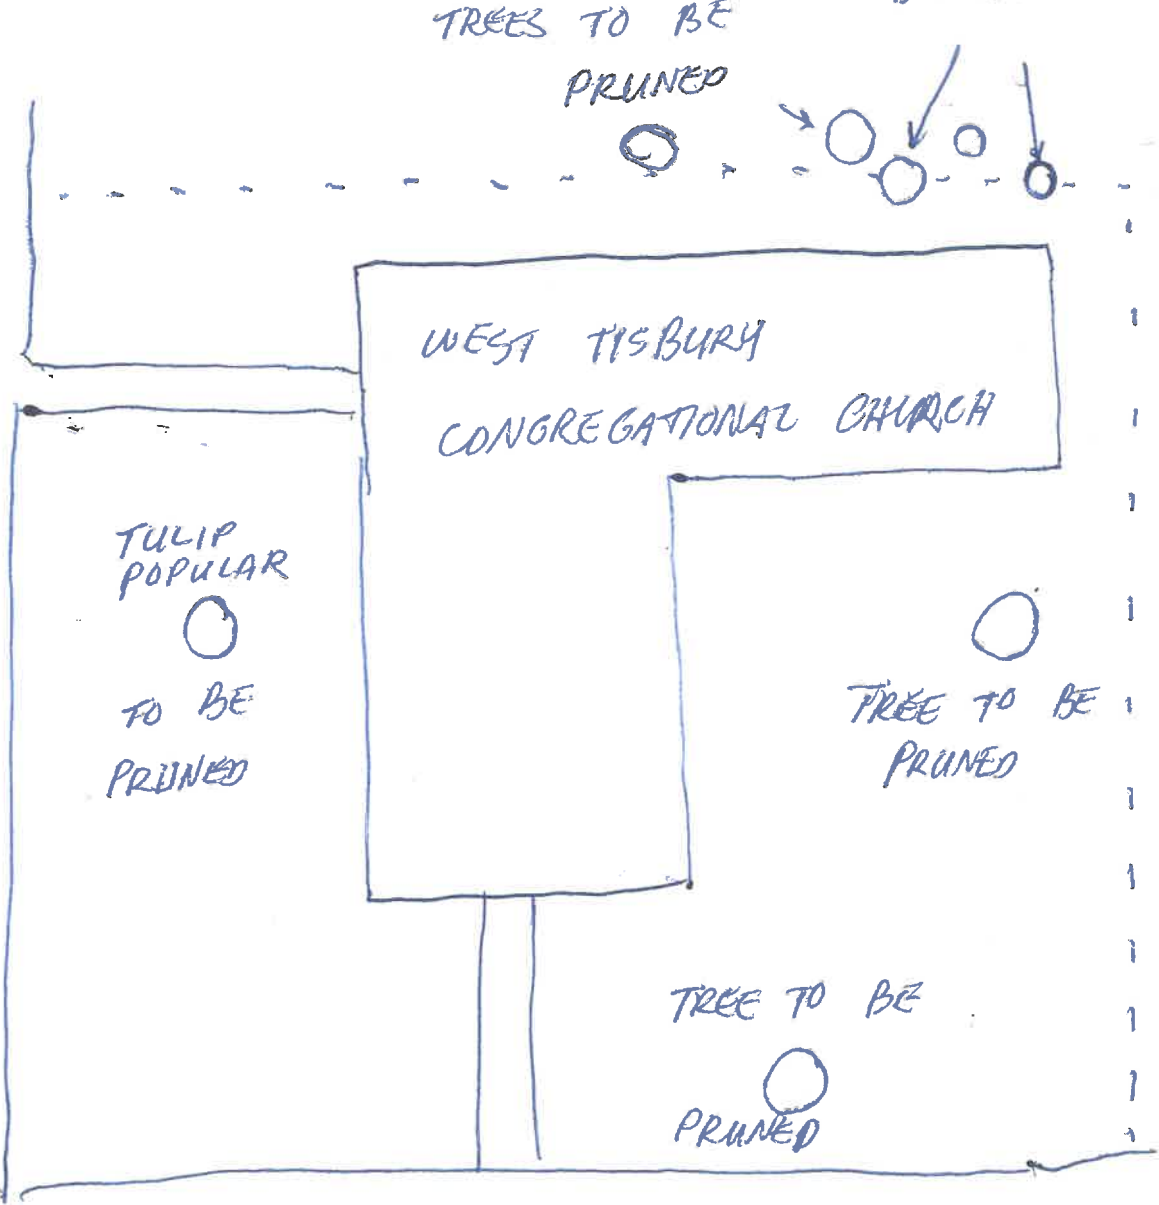 TREES TO BE
PRUNED
WEST TISBURY
CONGREGATIONAL CHURCH
TULIP
POPULAR
TO BE
PRUNED
TREE TO BE
PRUNED
TREE TO BE
PRUNED